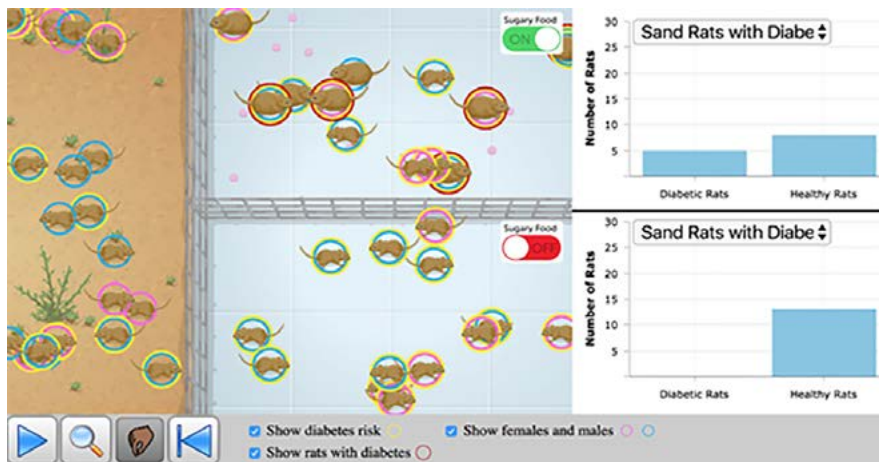 Sugary Food
ON
Sugary Food
OFF
Number of Rats
30
25
20
15
10
5
Sand Rats with Diabe
Diabetic Rats
Healthy Rats
Number of Rats
30
25
20
15
10
5
Sand Rats with Diabe
Diabetic Rats
Healthy Rats
Show diabetes risk
Show females and males
Show rats with diabetes